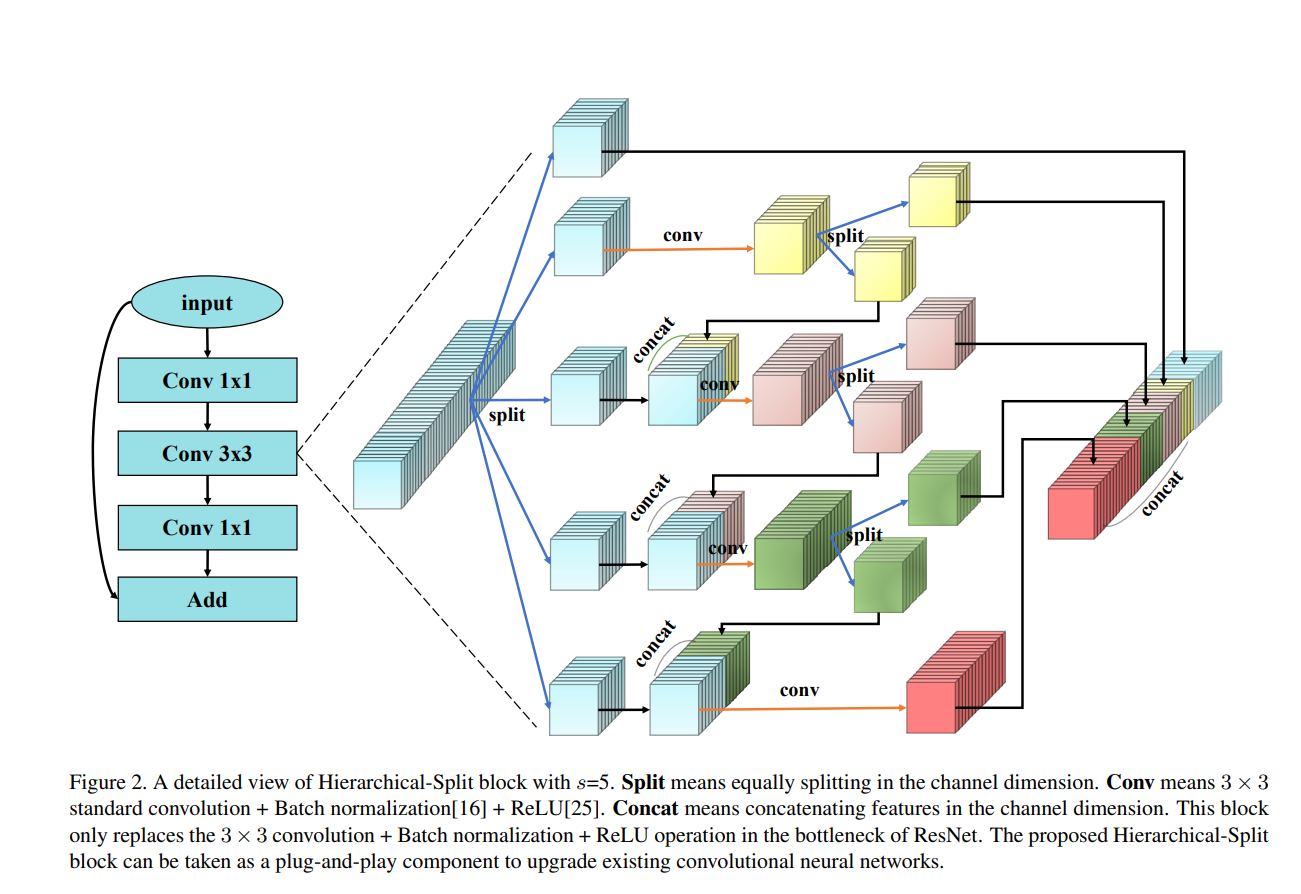 input
Conv 1x1
Conv 3x3
Conv 1x1
Add
split
conv
split
concat
conv
split
concat
conv
split
concat
conv
concat
Figure 2. A detailed view of Hierarchical-Split block with s=5. Split means equally splitting in the channel dimension. Conv means 3 × 3
standard convolution + Batch normalization[16] + ReLU[25]. Concat means concatenating features in the channel dimension. This block
only replaces the 3 × 3 convolution + Batch normalization + ReLU operation in the bottleneck of ResNet. The proposed Hierarchical-Split
block can be taken as a plug-and-play component to upgrade existing convolutional neural networks.